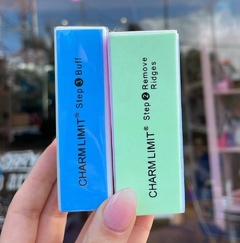 CHARM LIMIT® Step 3 Buff
CHARM LIMIT® Step 2 Remove
Ridges